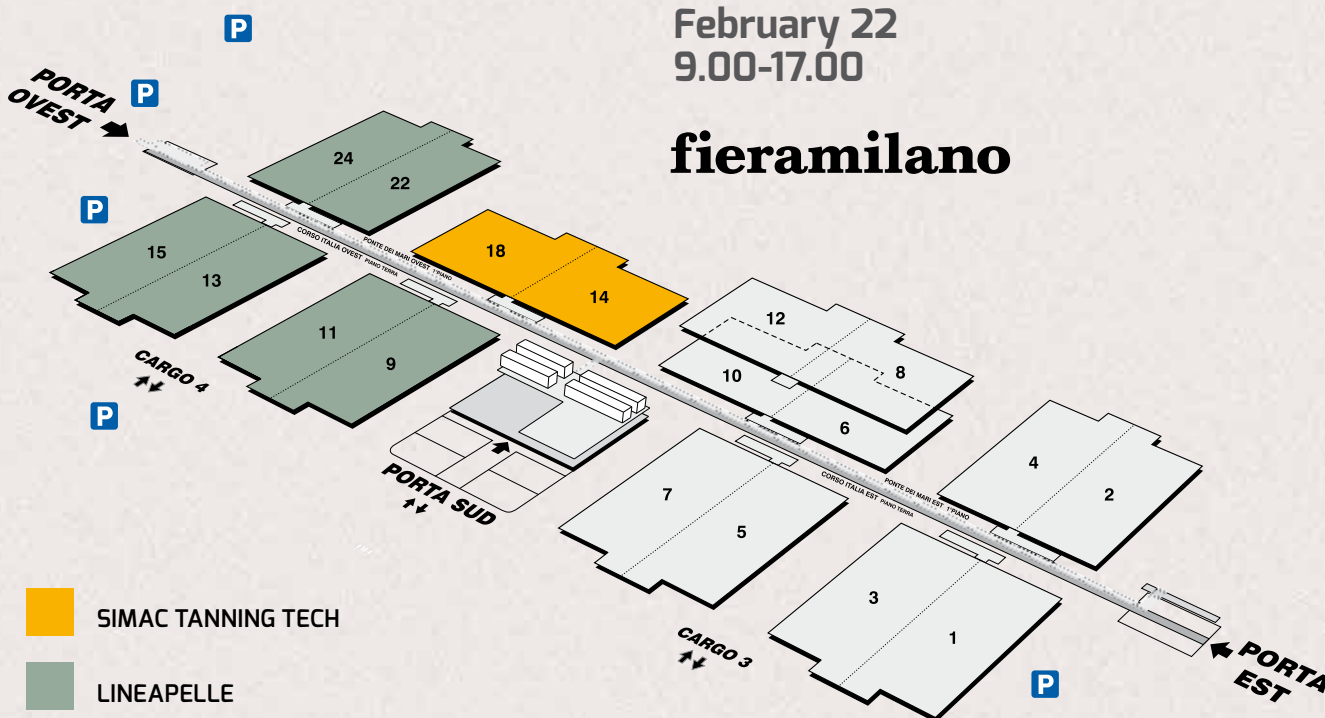 February 22
9.00-17.00
fieramilano
P
P
PORTA
OVEST
P
24
22
15
13
CORSO ITALIA OVEST PIANO TERRA
PONTE DEI MARI OVEST 1°PIANO
18
14
11
9
CARGO 4
P
12
8
10
6
PORTA SUD
7
5
CORSO ITALIA EST PIANO TERRA
PONTE DEI MARI EST 1°PIANO
4
2
3
1
CARGO 3
P
PORTA
EST
SIMAC TANNING TECH
LINEAPELLE